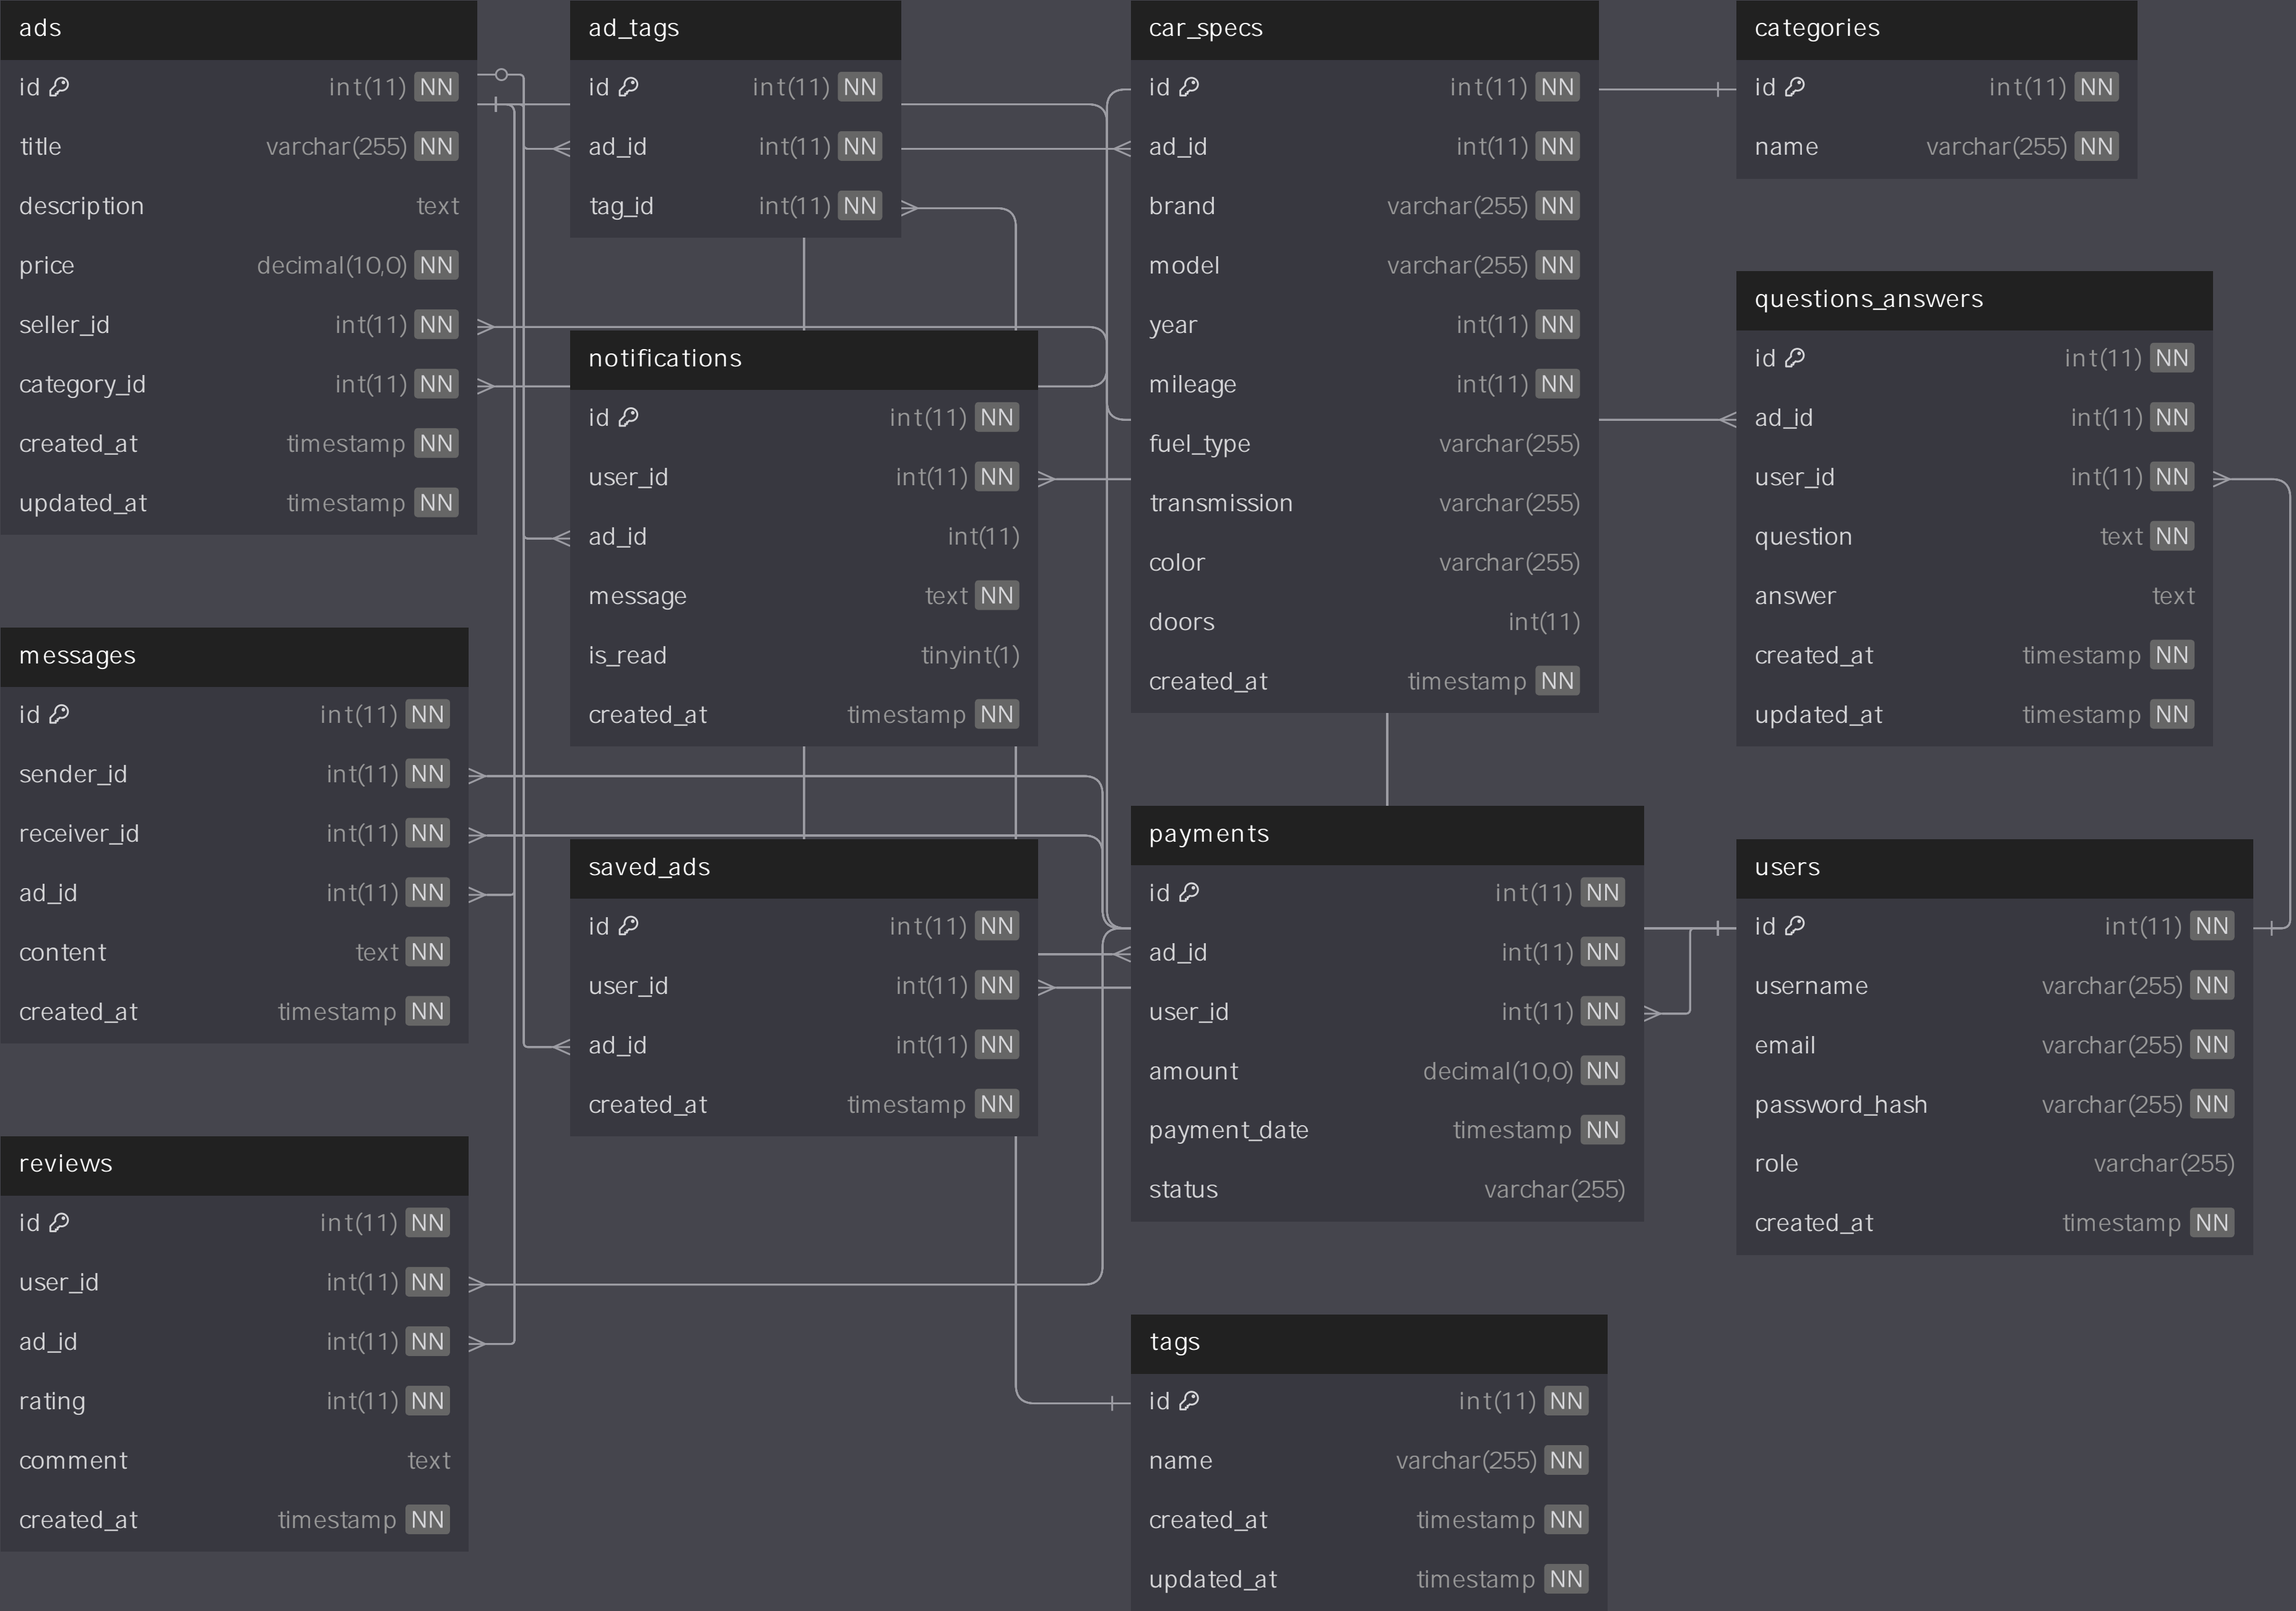 ads
id int(11) NN
title varchar(255) NN
description text
price decimal(10,0) NN
seller_id int(11) NN
category_id int(11) NN
created_at timestamp NN
updated_at timestamp NN
ad_tags
id int(11) NN
ad_id int(11) NN
tag_id int(11) NN
car_specs
id int(11) NN
ad_id int(11) NN
brand varchar(255) NN
model varchar(255) NN
year int(11) NN
mileage int(11) NN
fuel_type varchar(255)
transmission varchar(255)
color varchar(255)
doors int(11)
created_at timestamp NN
categories
id int(11) NN
name varchar(255) NN
questions_answers
id int(11) NN
ad_id int(11) NN
user_id int(11) NN
question text NN
answer text
created_at timestamp NN
updated_at timestamp NN
notifications
id int(11) NN
user_id int(11) NN
ad_id int(11)
message text NN
is_read tinyint(1)
created_at timestamp NN
messages
id int(11) NN
sender_id int(11) NN
receiver_id int(11) NN
ad_id int(11) NN
content text NN
created_at timestamp NN
saved_ads
id int(11) NN
user_id int(11) NN
ad_id int(11) NN
created_at timestamp NN
payments
id int(11) NN
ad_id int(11) NN
user_id int(11) NN
amount decimal(10,0) NN
payment_date timestamp NN
status varchar(255)
users
id int(11) NN
username varchar(255) NN
email varchar(255) NN
password_hash varchar(255) NN
role varchar(255)
created_at timestamp NN
reviews
id int(11) NN
user_id int(11) NN
ad_id int(11) NN
rating int(11) NN
comment text
created_at timestamp NN
tags
id int(11) NN
name varchar(255) NN
created_at timestamp NN
updated_at timestamp NN